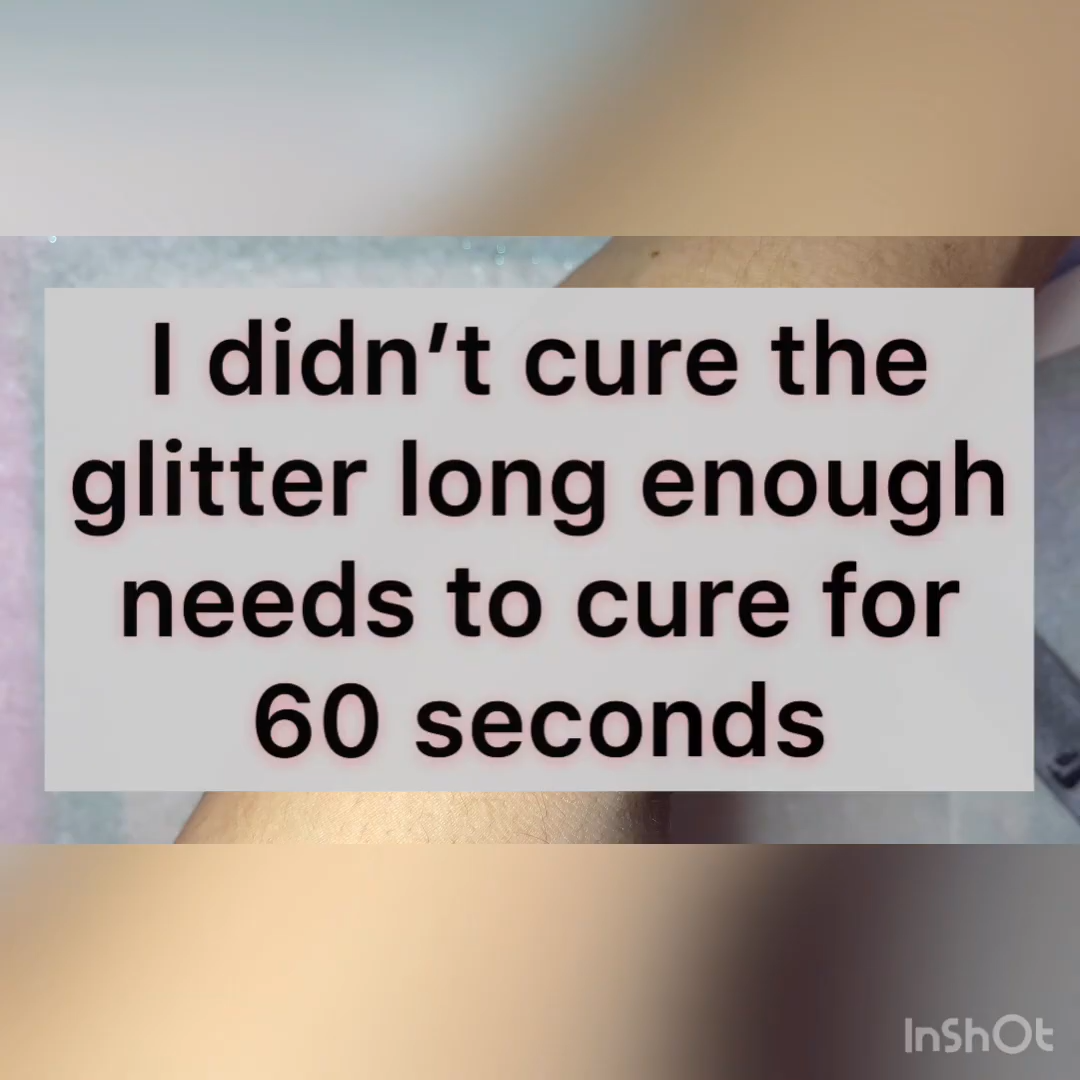 I didn’t cure the
glitter long enough
needs to cure for
60 seconds
InShOt